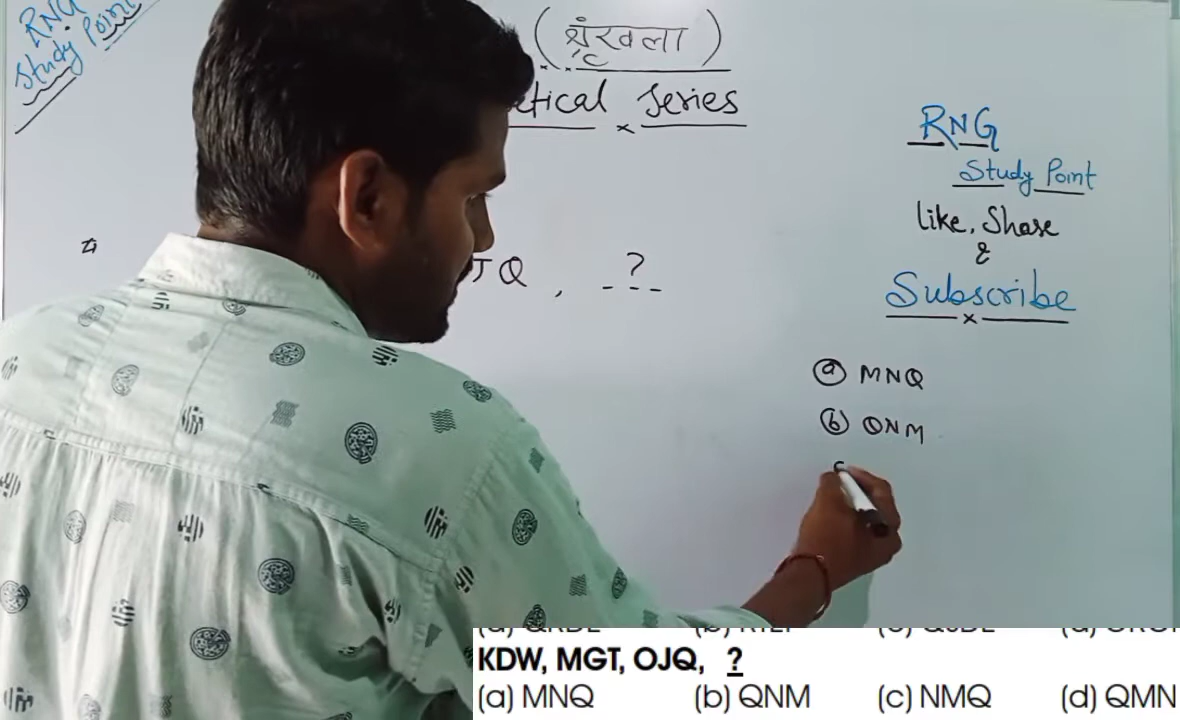 RNG
Study Point
(श्रृंखला)
etical Series
JQ, ?
RNG
Study Point
like, Share
&
Subscribe
(a) MNQ
(b) QNM
KDW, MGT, OJQ, ?
(a) MNQ (b) QNM (c) NMQ (d) QMN